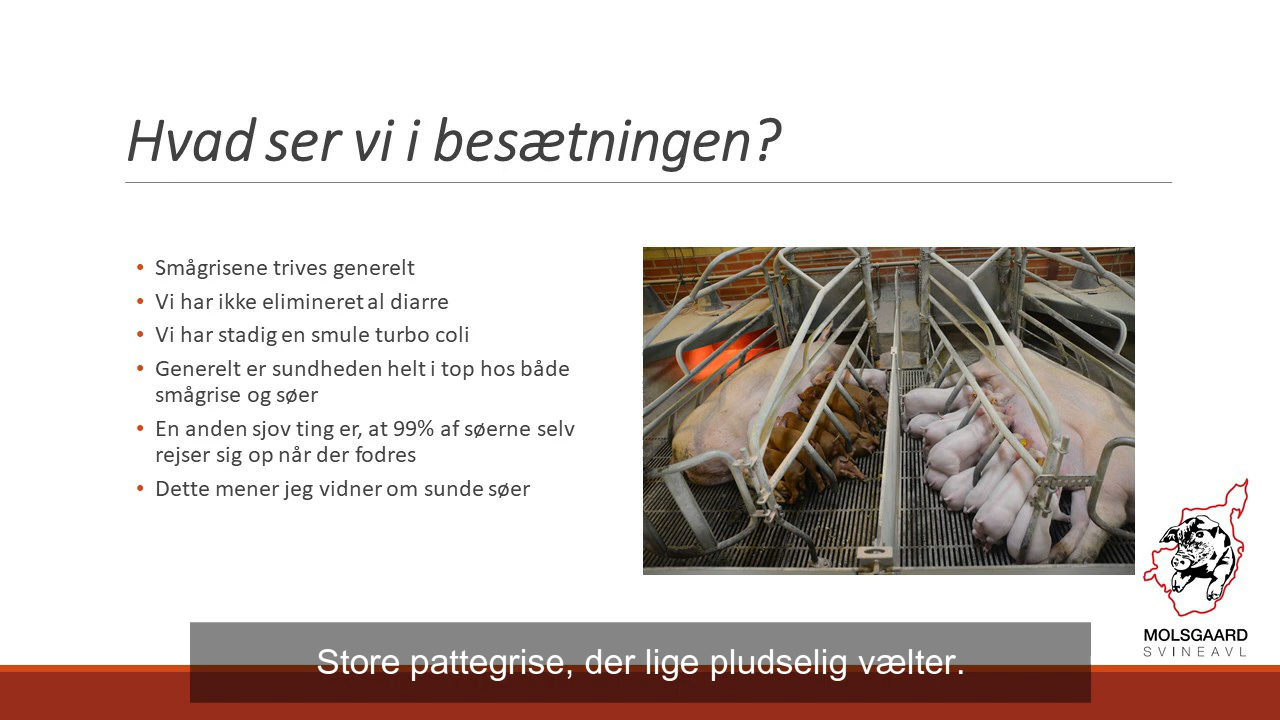 Hvad ser vi i besætningen?
Smågrisene trives generelt
Vi har ikke elimineret al diarre
Vi har stadig en smule turbo coli
Generelt er sundheden helt i top hos både
smågrise og søer
En anden sjov ting er, at 99% af søerne selv
rejser sig op når der fodres
Dette mener jeg vidner om sunde søer
MOLSGAARD
SVINEAVL
Store pattegrise, der lige pludselig vælter.